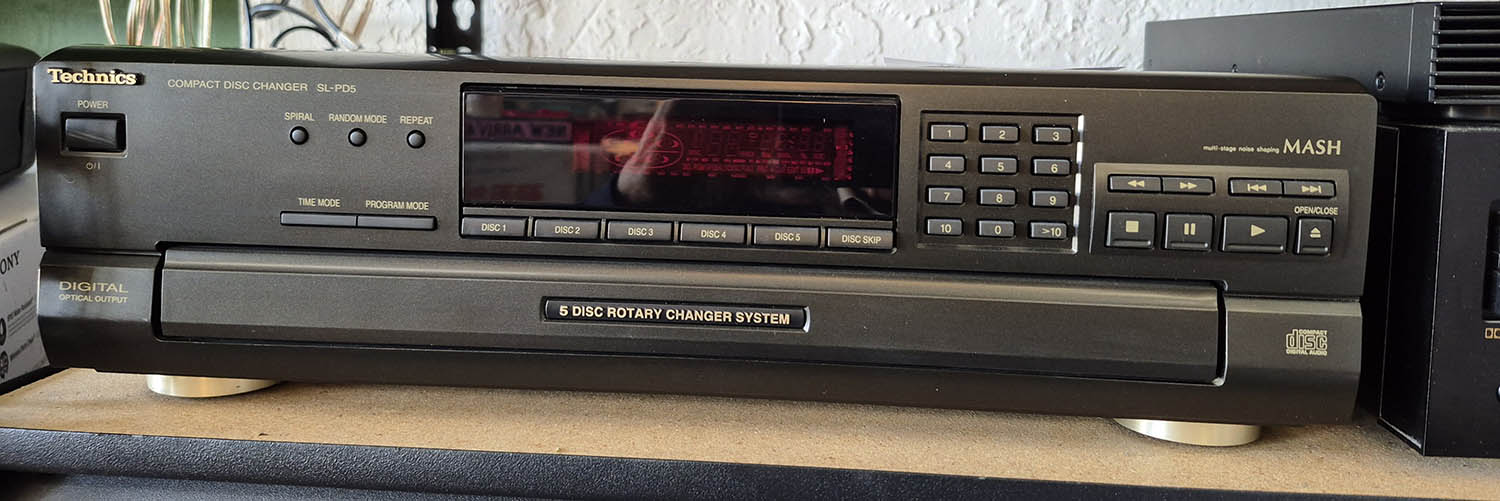 Technics
COMPACT DISC CHANGER SL-PD5
POWER
SPIRAL RANDOM MODE REPEAT
TIME MODE PROGRAM MODE
NEW ARRIV
DISC 1 DISC 2 DISC 3 DISC 4 DISC 5 DISC SKIP
1 2 3
4 5 6
7 8 9
10 0 >10
multi-stage noise shaping MASH
OPEN/CLOSE
DIGITAL
OPTICAL OUTPUT
5 DISC ROTARY CHANGER SYSTEM
COMPACT
disc
DIGITAL AUDIO
ONY